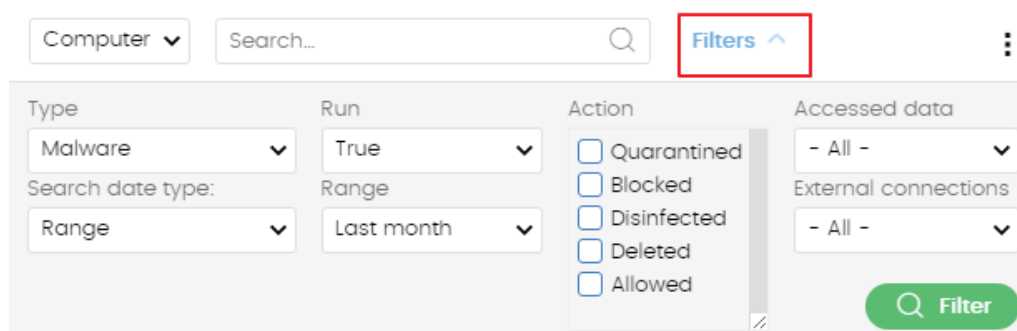 Computer Search... Filters
Type Run Action Accessed data
Malware True Quarantined - All -
Search date type: Range Blocked External connections
Range Last month Disinfected - All -
Deleted
Allowed
Filter